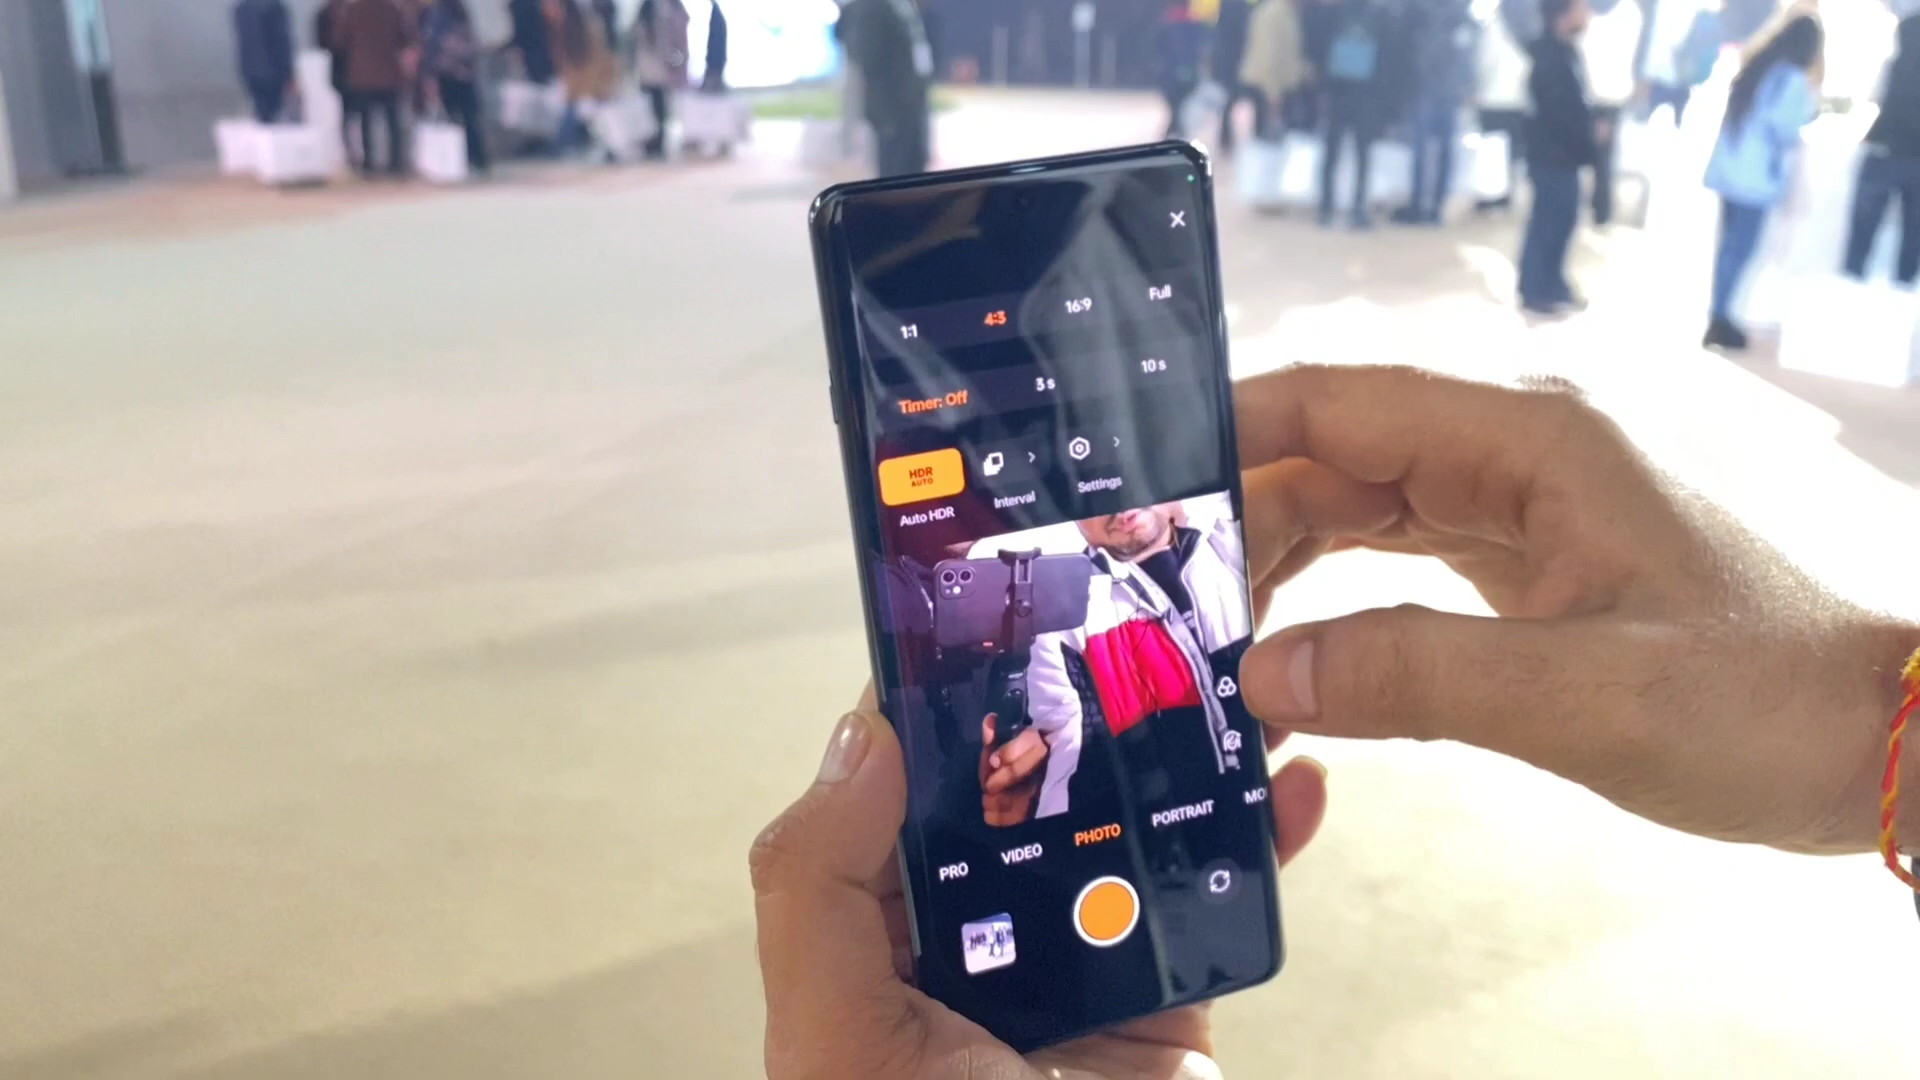 1:1 4:3 16:9 Full
Timer: Off 3 s 10 s
HDR
AUTO
Auto HDR Interval Settings
PRO VIDEO PHOTO PORTRAIT MO